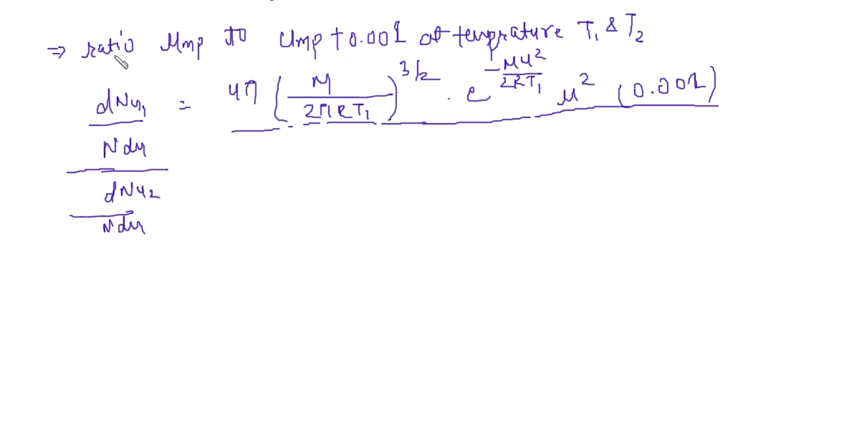 ⇒ ratio Ump to Ump + 0.001 at temprature T₁ & T₂
dNu₁ / Ndu / dNu₂ / Ndu = 4π (M / 2πRT₁)^3/2 · e^(-Mu²/2RT₁) u² (0.001)